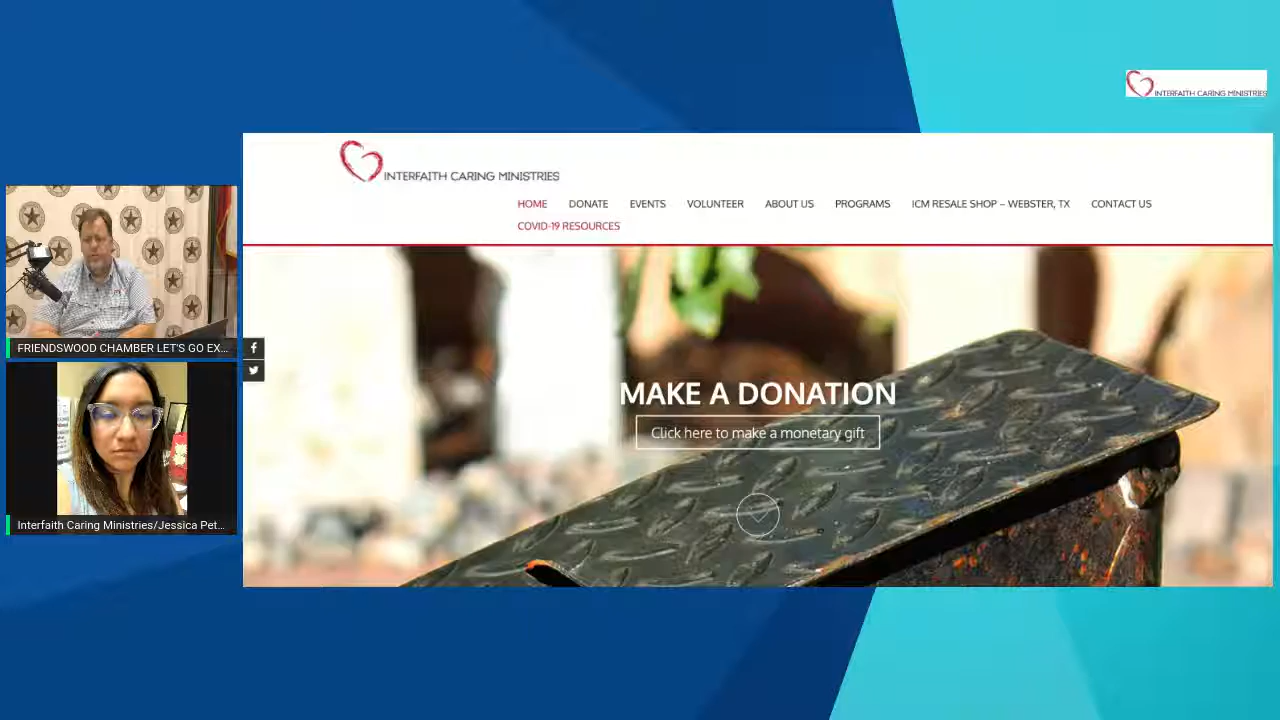 INTERFAITH CARING MINISTRIES
INTERFAITH CARING MINISTRIES
HOME DONATE EVENTS VOLUNTEER ABOUT US PROGRAMS ICM RESALE SHOP – WEBSTER, TX CONTACT US
COVID-19 RESOURCES
FRIENDSWOOD CHAMBER LET'S GO EX...
Interfaith Caring Ministries/Jessica Pet...
MAKE A DONATION
Click here to make a monetary gift